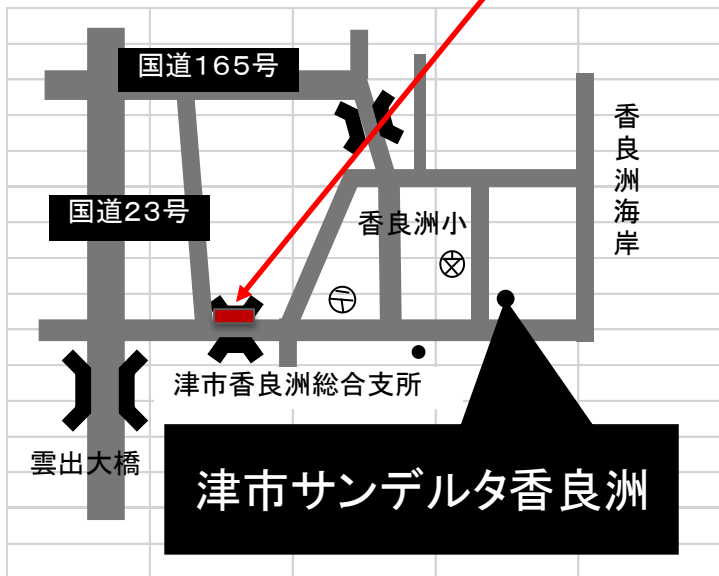 国道165号
香良洲海岸
国道23号
香良洲小
文
〒
津市香良洲総合支所
雲出大橋
津市サンデルタ香良洲